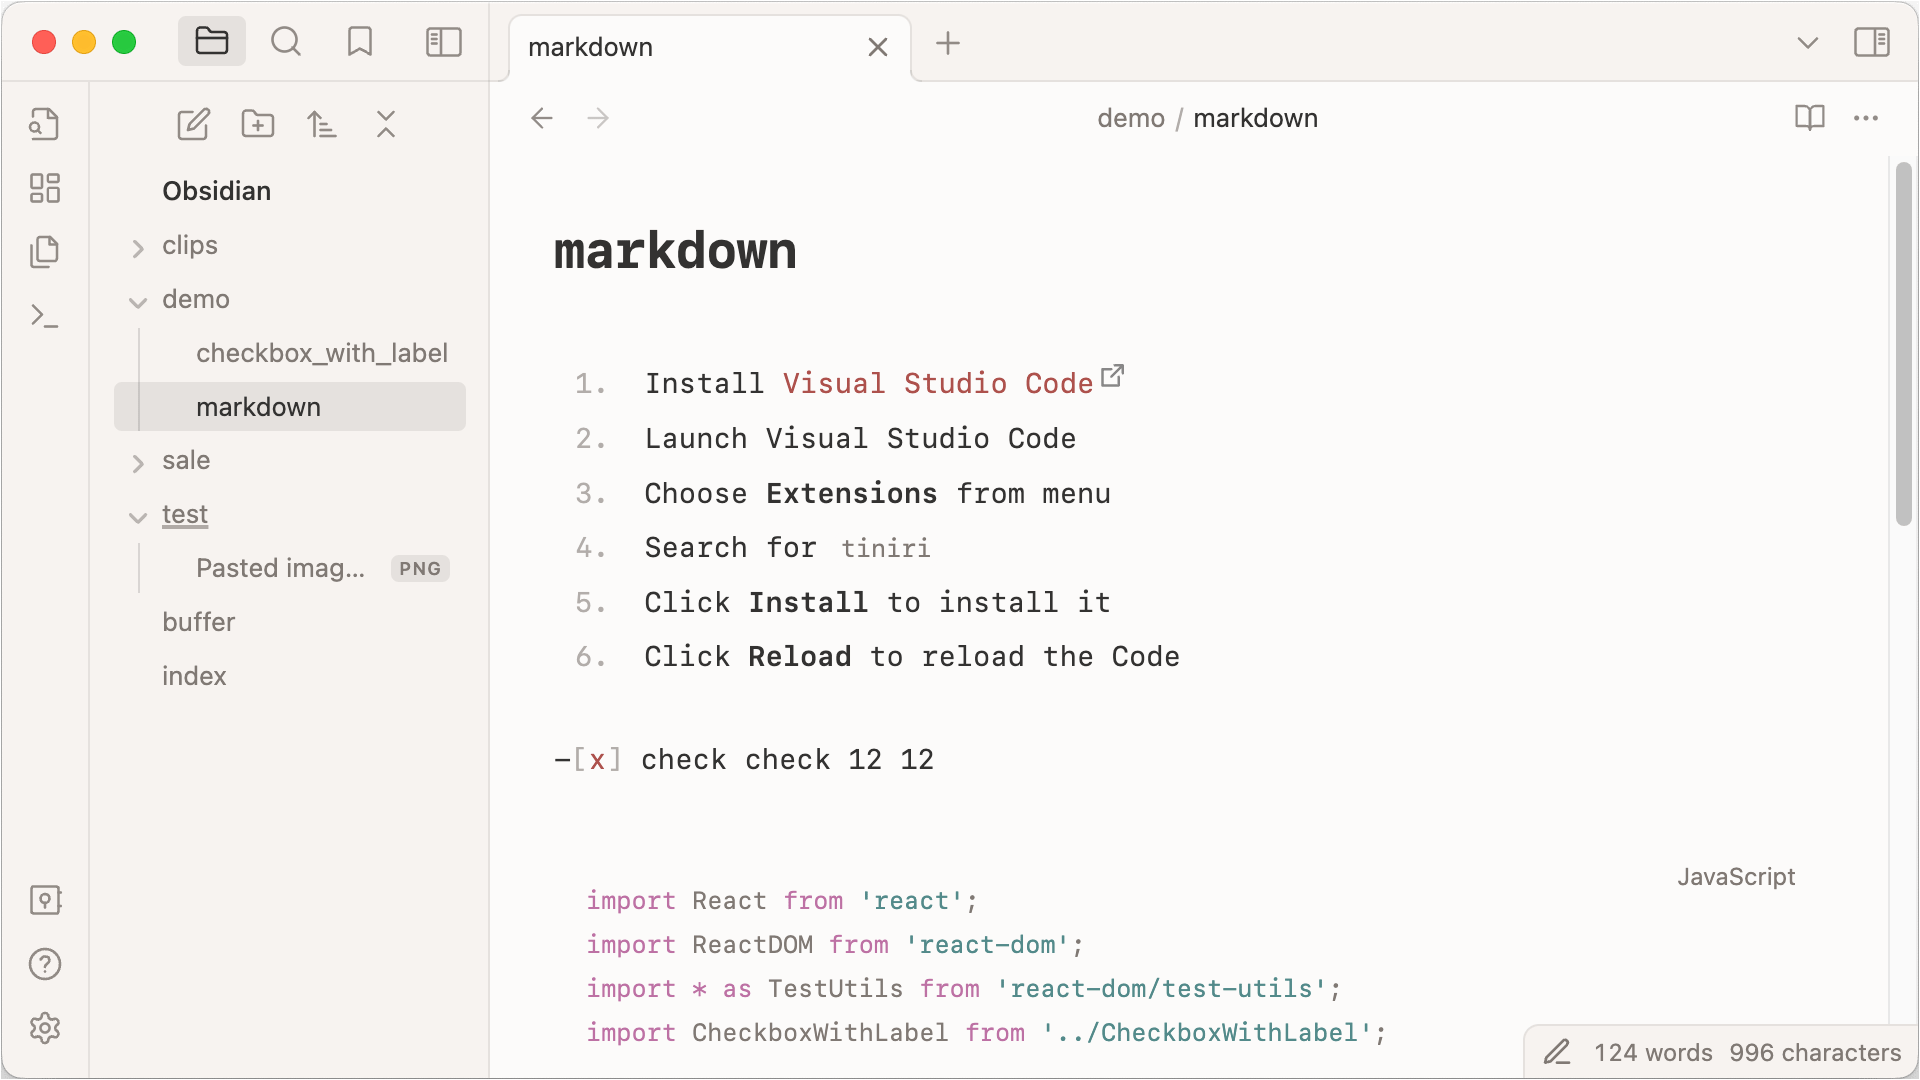 markdown
demo / markdown
Obsidian
clips
demo
checkbox_with_label
markdown
sale
test
Pasted imag... PNG
buffer
index
markdown
1. Install Visual Studio Code
2. Launch Visual Studio Code
3. Choose Extensions from menu
4. Search for tiniri
5. Click Install to install it
6. Click Reload to reload the Code
-[x] check check 12 12
JavaScript
import React from 'react';
import ReactDOM from 'react-dom';
import * as TestUtils from 'react-dom/test-utils';
import CheckboxWithLabel from '../CheckboxWithLabel';
124 words 996 characters